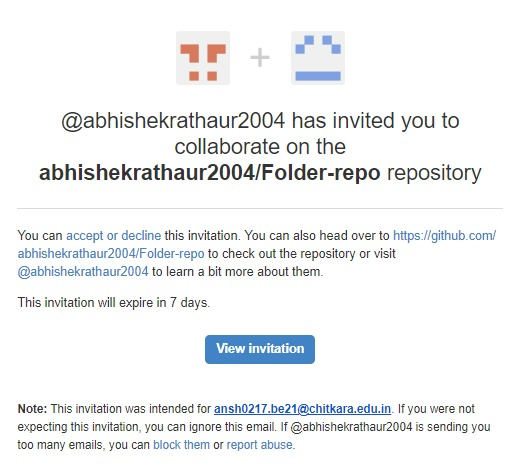 @abhishekrathaur2004 has invited you to
collaborate on the
abhishekrathaur2004/Folder-repo repository
You can accept or decline this invitation. You can also head over to https://github.com/
abhishekrathaur2004/Folder-repo to check out the repository or visit
@abhishekrathaur2004 to learn a bit more about them.
This invitation will expire in 7 days.
View invitation
Note: This invitation was intended for ansh0217.be21@chitkara.edu.in. If you were not
expecting this invitation, you can ignore this email. If @abhishekrathaur2004 is sending you
too many emails, you can block them or report abuse.